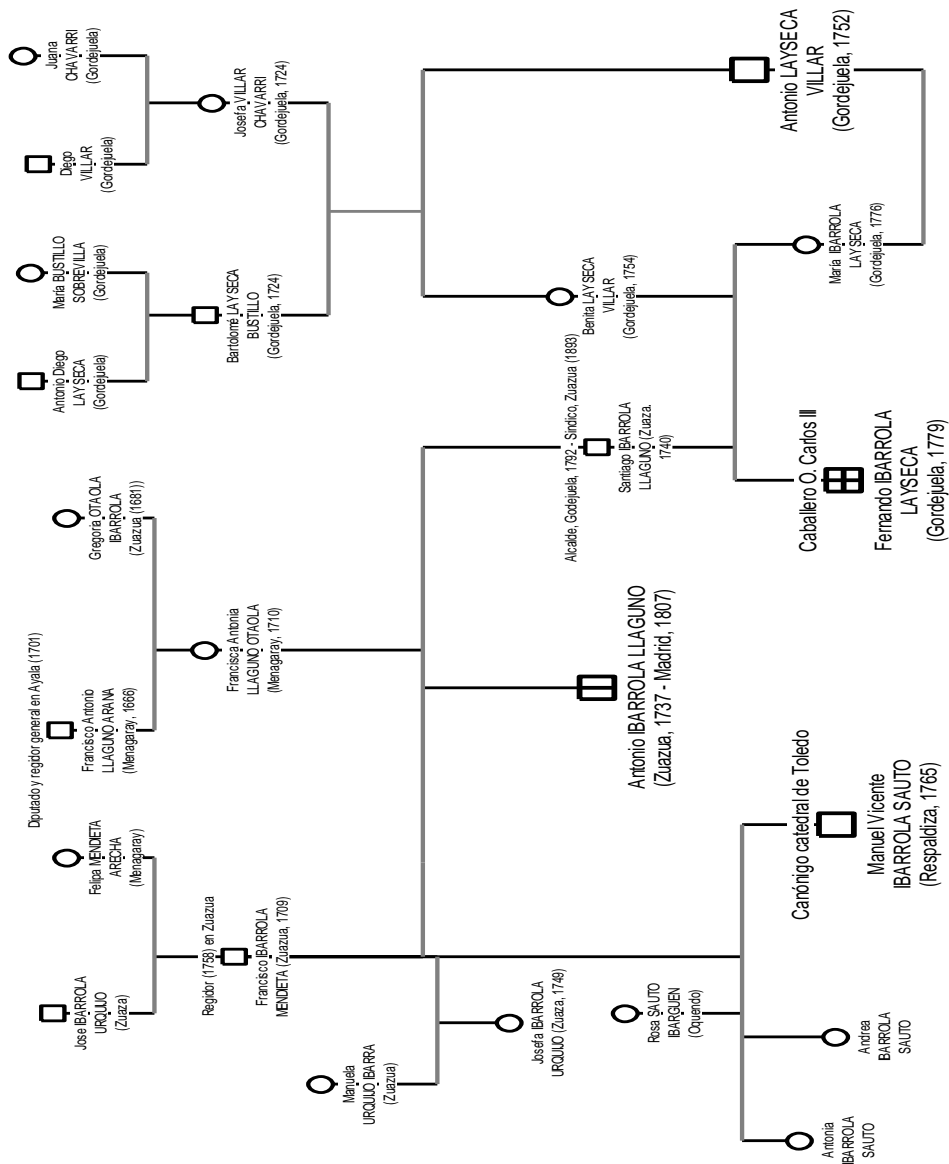 Juana
CHAVARRI
(Gordejuela)
Diego
VILLAR
(Gordejuela)
Josefa VILLAR
CHAVARRI
(Gordejuela, 1724)
María BUSTILLO
SOBREVILLA
(Gordejuela)
Antonio Diego
LAYSECA
(Gordejuela)
Bartolomé LAYSECA
BUSTILLO
(Gordejuela, 1724)
Antonio LAYSECA
VILLAR
(Gordejuela, 1752)
Benita LAYSECA
VILLAR
(Gordejuela, 1754)
María IBARROLA
LAYSECA
(Gordejuela, 1776)
Gregoria OTAOLA
IBARROLA
(Zuazua (1681))
Diputado y regidor general en Ayala (1701)
Francisco Antonio
LLAGUNO ARANA
(Menagaray, 1666)
Francisca Antonia
LLAGUNO OTAOLA
(Menagaray, 1710)
Alcalde, Godejuela, 1792 - Síndico, Zuazua (1893)
Santiago IBARROLA
LLAGUNO (Zuaza.
1740)
Caballero O. Carlos III
Fernando IBARROLA
LAYSECA
(Gordejuela, 1779)
Antonio IBARROLA LLAGUNO
(Zuazua, 1737 - Madrid, 1807)
Felipa MENDIETA
ARECHA
(Menagaray)
Jose IBARROLA
URQUIJO
(Zuaza)
Regidor (1758) en Zuazua
Francisco IBARROLA
MENDIETA (Zuazua, 1709)
Manuela
URQUIJO IBARRA
(Zuazua)
Josefa IBARROLA
URQUIJO (Zuaza, 1749)
Rosa SAUTO
IBARGUEN
(Oquendo)
Canónigo catedral de Toledo
Manuel Vicente
IBARROLA SAUTO
(Respaldiza, 1765)
Andrea
IBARROLA
SAUTO
Antonia
IBARROLA
SAUTO